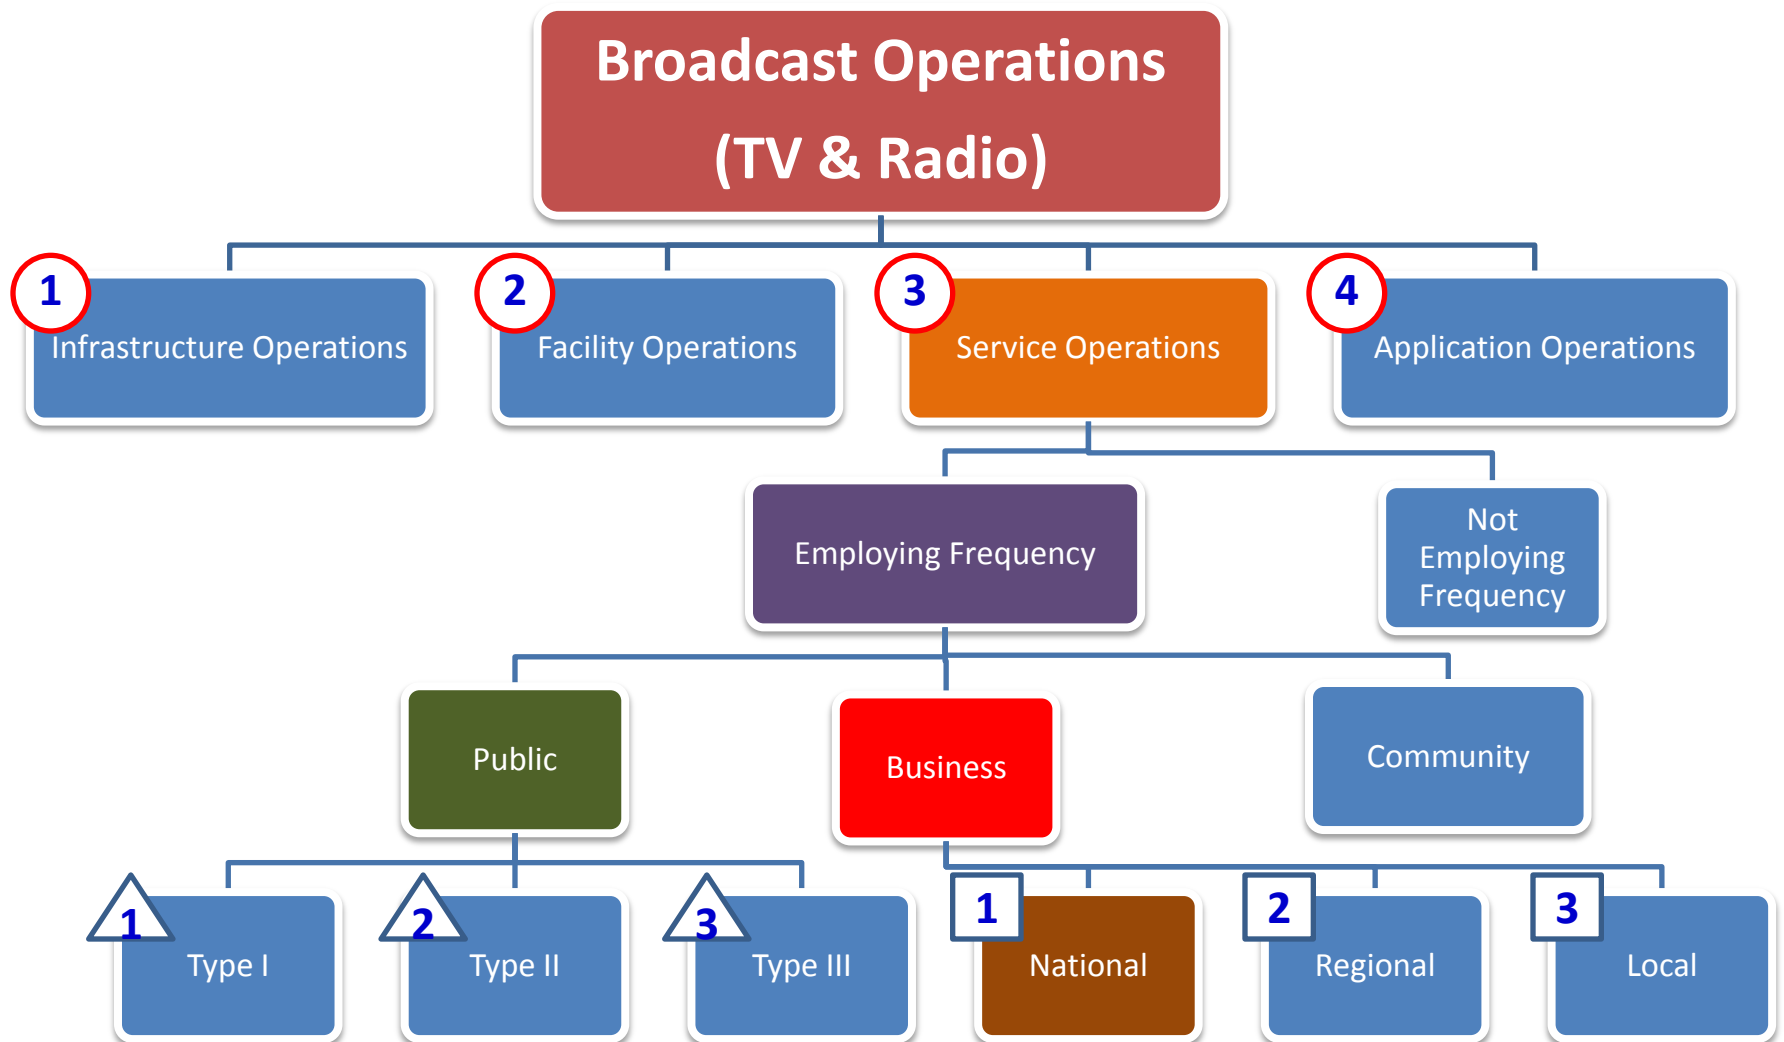 Broadcast Operations
(TV & Radio)
1
Infrastructure Operations
2
Facility Operations
3
Service Operations
4
Application Operations
Employing Frequency
Not
Employing
Frequency
Public
Business
Community
1
Type I
2
Type II
3
Type III
1
National
2
Regional
3
Local